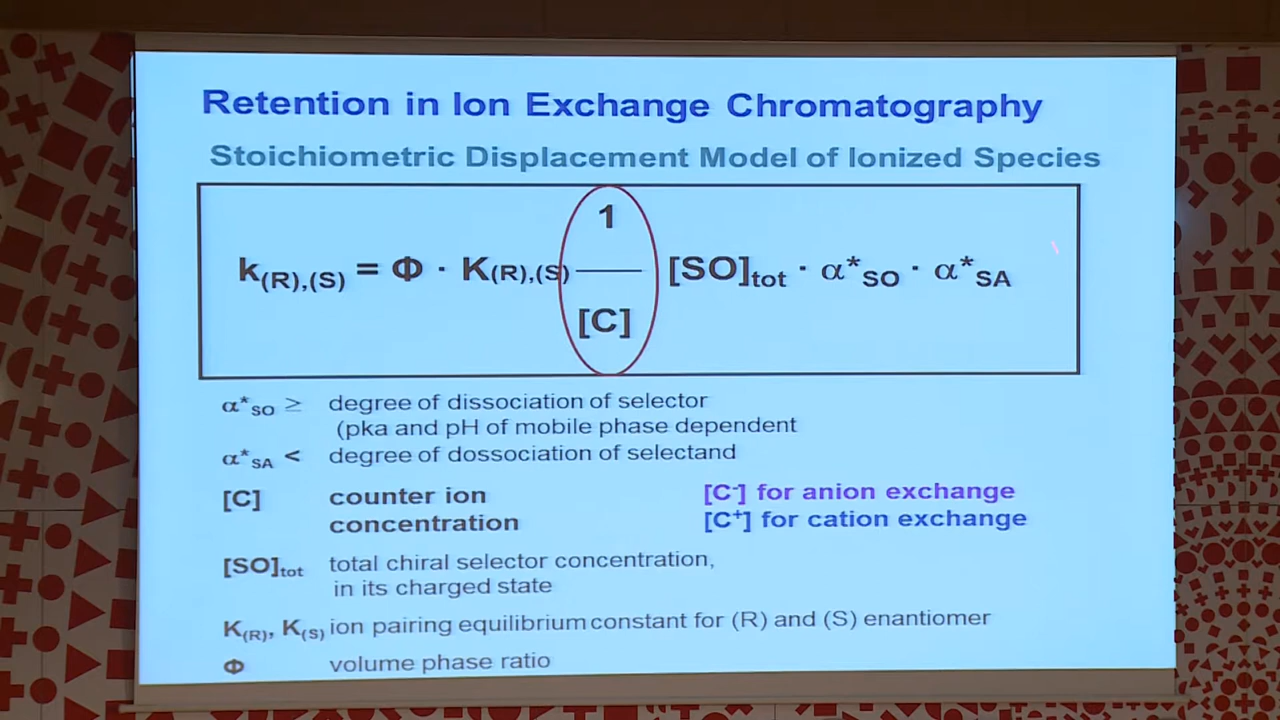 Retention in Ion Exchange Chromatography
Stoichiometric Displacement Model of Ionized Species
k(R),(S) = Φ · K(R),(S) 1/[C] [SO]tot · α*SO · α*SA
α*SO ≥ degree of dissociation of selector
(pka and pH of mobile phase dependent
α*SA < degree of dossociation of selectand
[C] counter ion [C-] for anion exchange
concentration [C+] for cation exchange
[SO]tot total chiral selector concentration,
in its charged state
K(R), K(S) ion pairing equilibrium constant for (R) and (S) enantiomer
Φ volume phase ratio